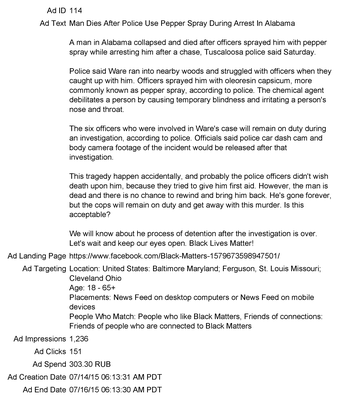 Ad ID 114
Ad Text Man Dies After Police Use Pepper Spray During Arrest In Alabama
A man in Alabama collapsed and died after officers sprayed him with pepper
spray while arresting him after a chase, Tuscaloosa police said Saturday.
Police said Ware ran into nearby woods and struggled with officers when they
caught up with him. Officers sprayed him with oleoresin capsicum, more
commonly known as pepper spray, according to police. The chemical agent
debilitates a person by causing temporary blindness and irritating a person's
nose and throat.
The six officers who were involved in Ware's case will remain on duty during
an investigation, according to police. Officials said police car dash cam and
body camera footage of the incident would be released after that
investigation.
This tragedy happen accidentally, and probably the police officers didn't wish
death upon him, because they tried to give him first aid. However, the man is
dead and there is no chance to rewind and bring him back. He's gone forever,
but the cops will remain on duty and get away with this murder. Is this
acceptable?
We will know about he process of detention after the investigation is over.
Let's wait and keep our eyes open. Black Lives Matter!
Ad Landing Page https://www.facebook.com/Black-Matters-1579673598947501/
Ad Targeting Location: United States: Baltimore Maryland; Ferguson, St. Louis Missouri;
Cleveland Ohio
Age: 18 - 65+
Placements: News Feed on desktop computers or News Feed on mobile
devices
People Who Match: People who like Black Matters, Friends of connections:
Friends of people who are connected to Black Matters
Ad Impressions 1,236
Ad Clicks 151
Ad Spend 303.30 RUB
Ad Creation Date 07/14/15 06:13:31 AM PDT
Ad End Date 07/16/15 06:13:30 AM PDT